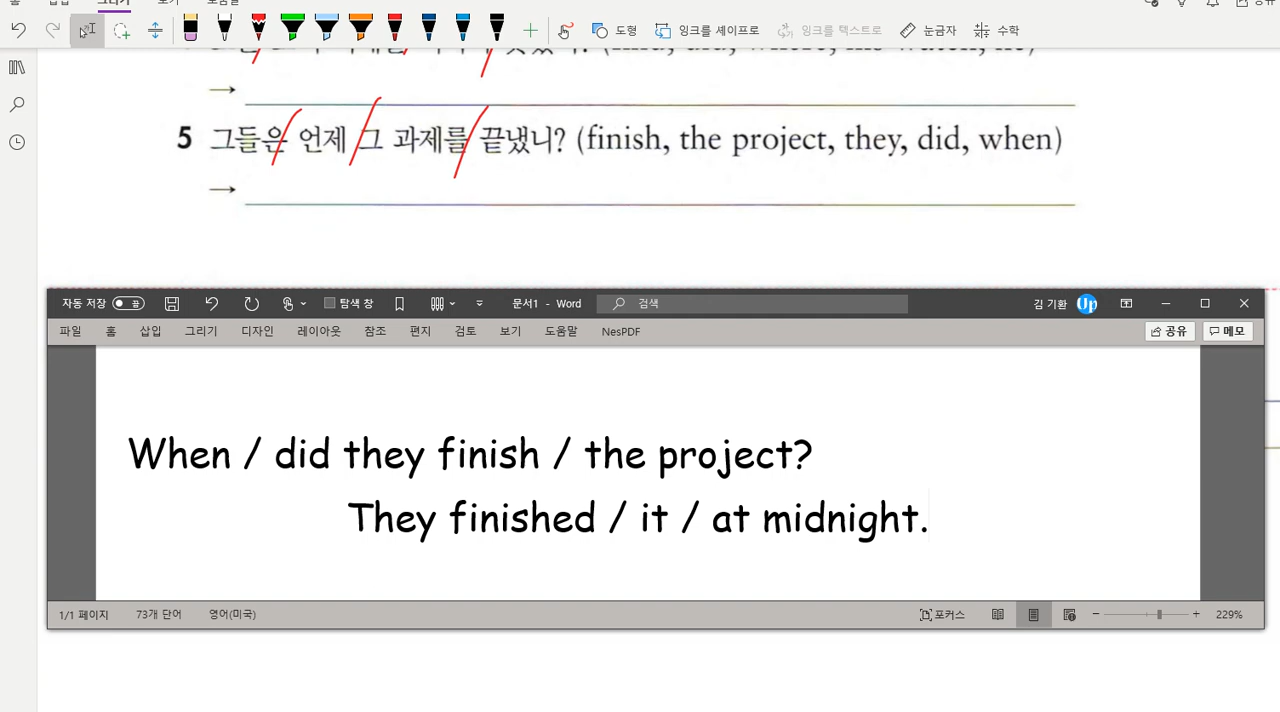 그리기
잉크를 셰이프로
도형
잉크를 텍스트로
눈금자
수학
→
5 그들은 언제 그 과제를 끝냈니? (finish, the project, they, did, when)
→
자동 저장
탐색 창
문서1 - Word
검색
김 기환
Up
파일 홈 삽입 그리기 디자인 레이아웃 참조 편지 검토 보기 도움말 NesPDF
공유
메모
When / did they finish / the project?
They finished / it / at midnight.
1/1 페이지 73개 단어 영어(미국)
포커스
229%